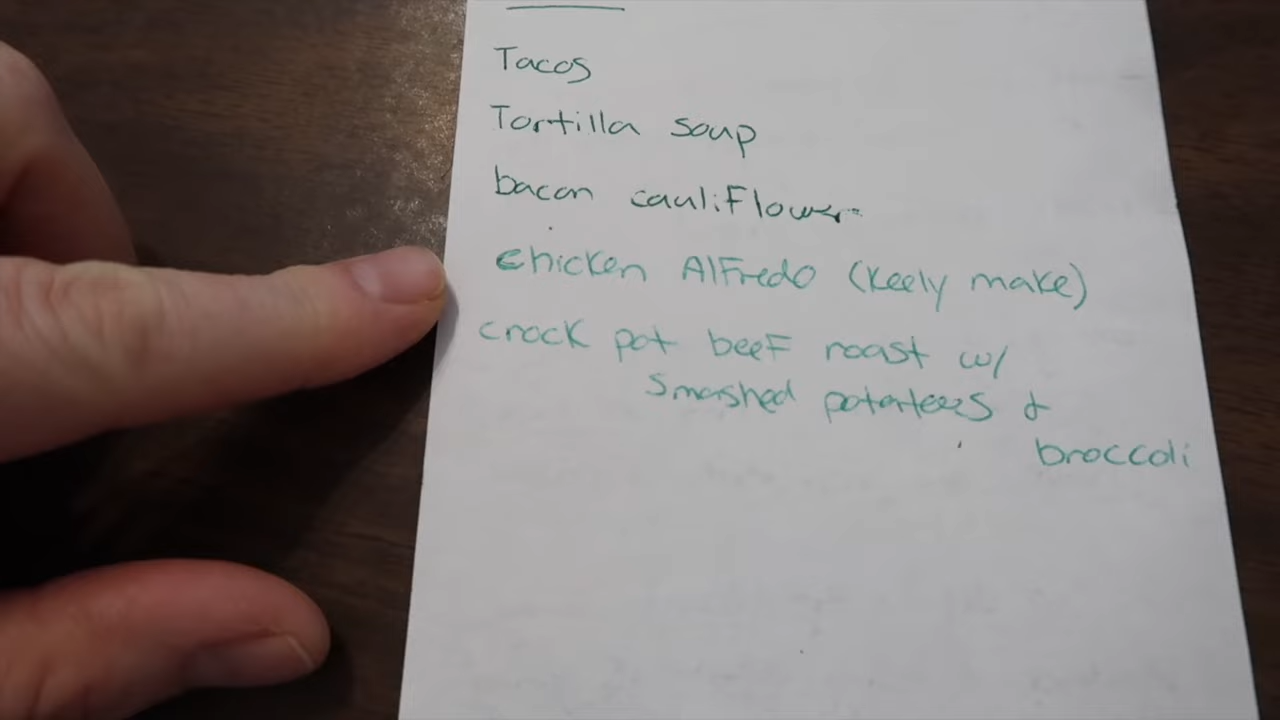 Tacos
Tortilla soup
bacon cauliflower
chicken Alfredo (Keely make)
crock pot beef roast w/
smashed potatoes &
broccoli